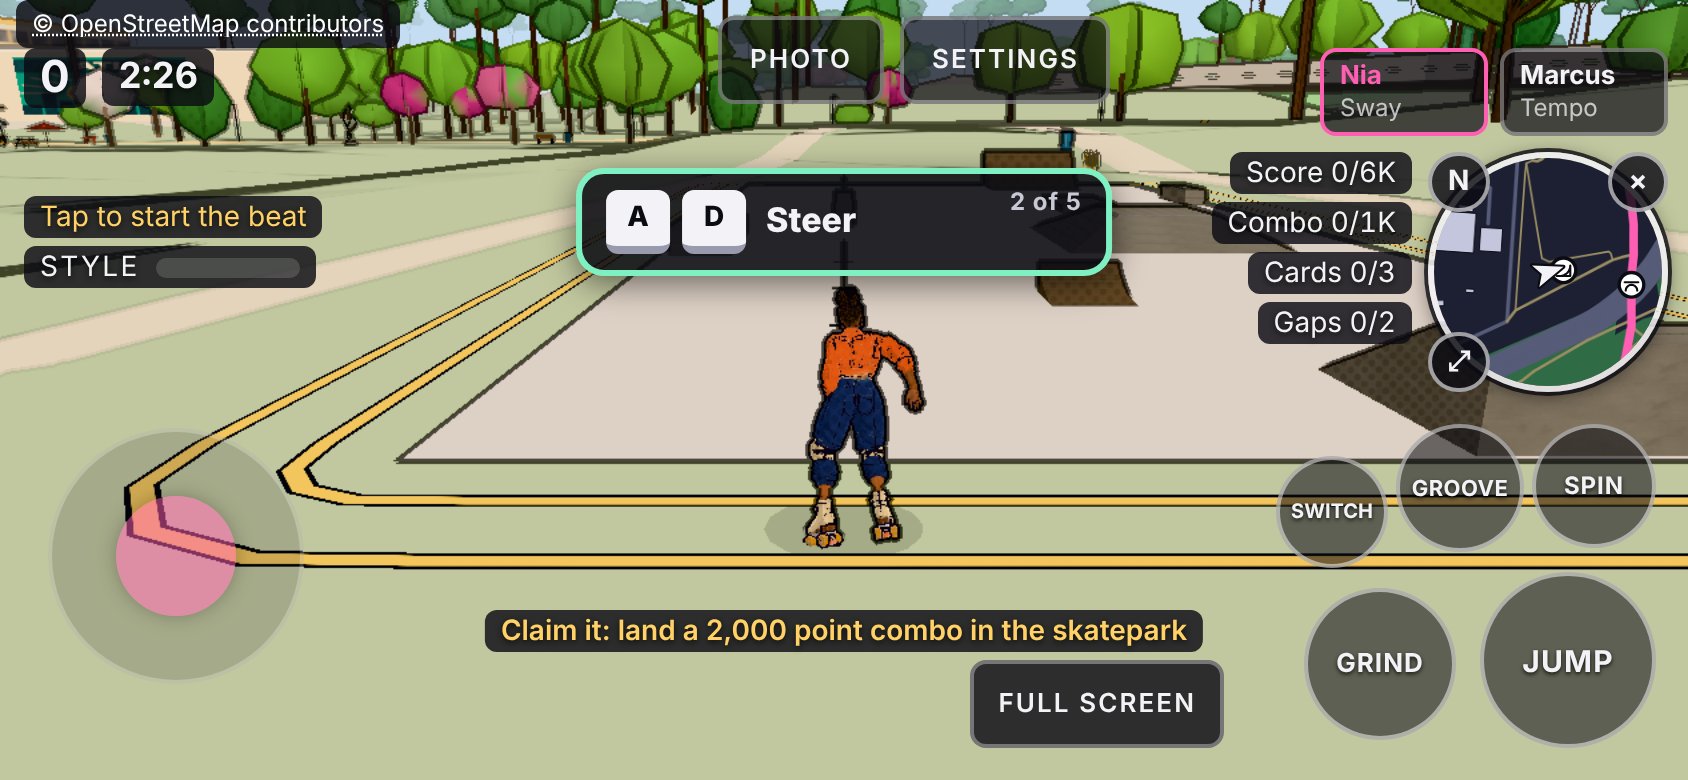 © OpenStreetMap contributors
0
2:26
PHOTO
SETTINGS
Nia
Sway
Marcus
Tempo
Tap to start the beat
STYLE
A D Steer
2 of 5
Score 0/6K
Combo 0/1K
Cards 0/3
Gaps 0/2
N
×
2
SWITCH
GROOVE
SPIN
GRIND
JUMP
Claim it: land a 2,000 point combo in the skatepark
FULL SCREEN